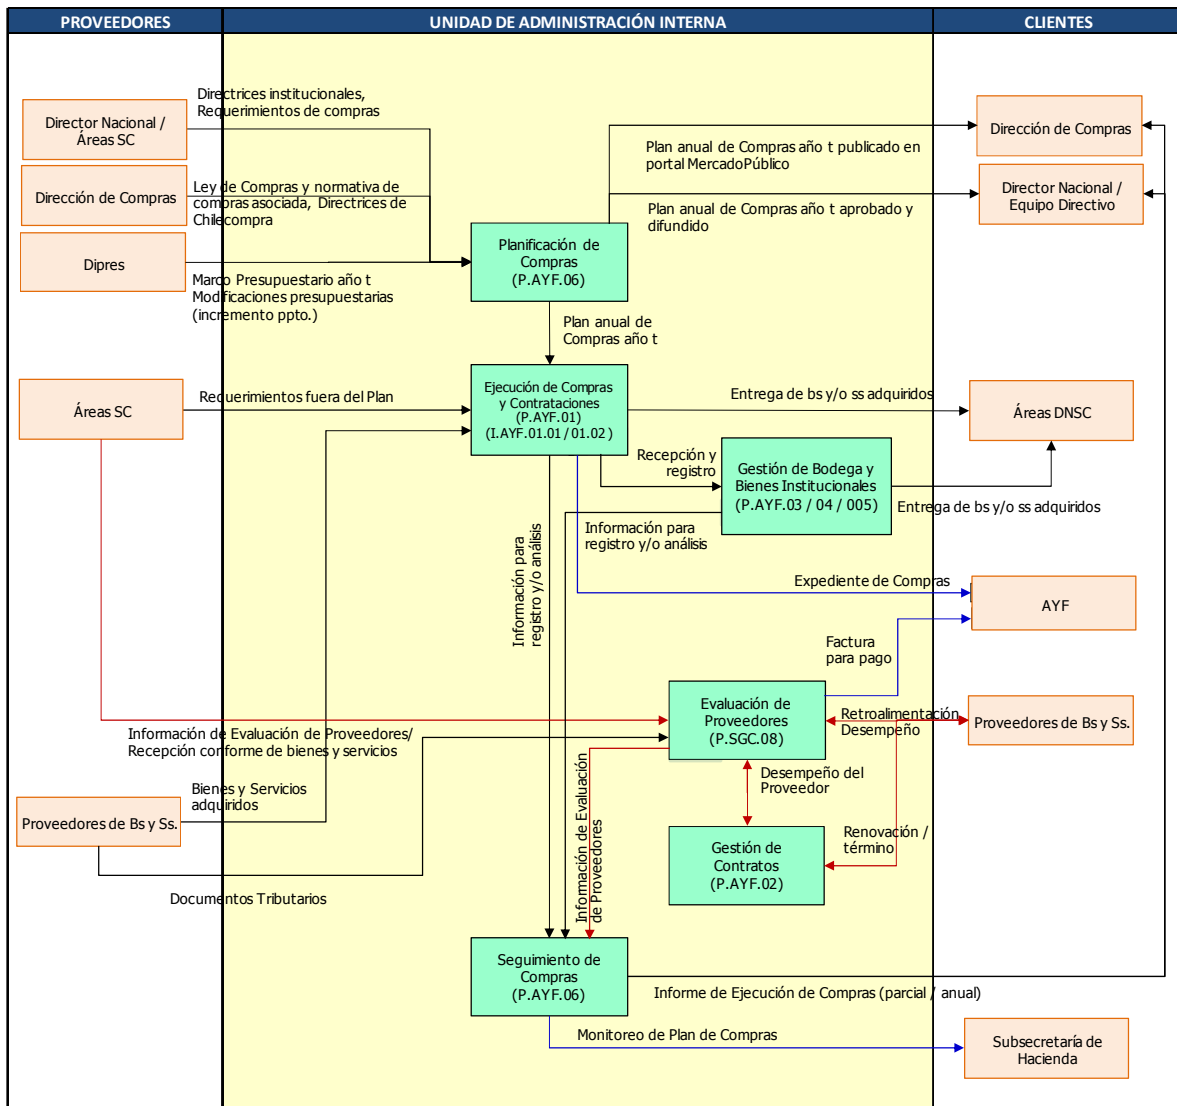 PROVEEDORES
UNIDAD DE ADMINISTRACIÓN INTERNA
CLIENTES
Directrices institucionales,
Requerimientos de compras
Director Nacional /
Áreas SC
Dirección de Compras
Ley de Compras y normativa de
compras asociada, Directrices de
Chilecompra
Dipres
Marco Presupuestario año t
Modificaciones presupuestarias
(incremento ppto.)
Planificación de
Compras
(P.AYF.06)
Plan anual de Compras año t publicado en
portal MercadoPúblico
Plan anual de Compras año t aprobado y
difundido
Dirección de Compras
Director Nacional /
Equipo Directivo
Plan anual de
Compras año t
Áreas SC
Requerimientos fuera del Plan
Ejecución de Compras
y Contrataciones
(P.AYF.01)
(I.AYF.01.01 / 01.02)
Entrega de bs y/o ss adquiridos
Áreas DNSC
Recepción y
registro
Gestión de Bodega y
Bienes Institucionales
(P.AYF.03 / 04 / 005)
Entrega de bs y/o ss adquiridos
Información para
registro y/o análisis
Información para
registro y/o análisis
Expediente de Compras
AYF
Factura
para pago
Evaluación de
Proveedores
(P.SGC.08)
Retroalimentación
Desempeño
Proveedores de Bs y Ss.
Información de Evaluación de Proveedores/
Recepción conforme de bienes y servicios
Bienes y Servicios
adquiridos
Proveedores de Bs y Ss.
Documentos Tributarios
Desempeño del
Proveedor
Información de Evaluación
de Proveedores
Gestión de
Contratos
(P.AYF.02)
Renovación /
término
Seguimiento de
Compras
(P.AYF.06)
Informe de Ejecución de Compras (parcial / anual)
Monitoreo de Plan de Compras
Subsecretaría de
Hacienda